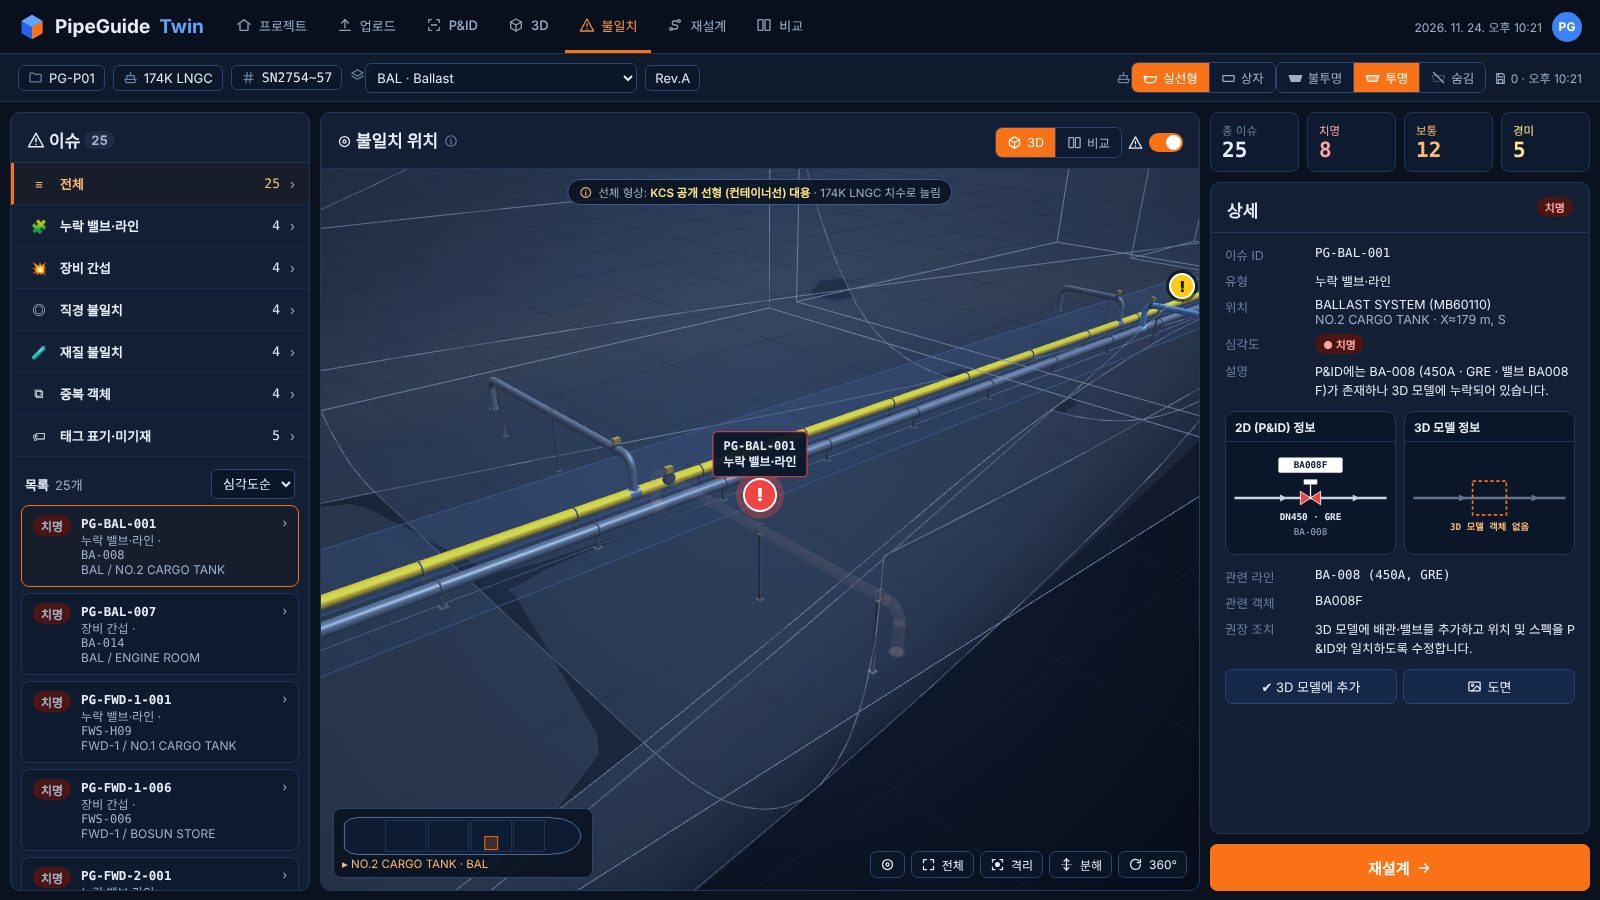 PipeGuide Twin
프로젝트
업로드
P&ID
3D
불일치
재설계
비교
2026. 11. 24. 오후 10:21
PG
PG-P01
174K LNGC
SN2754~57
BAL · Ballast
Rev.A
실선형
상자
불투명
투명
숨김
0 · 오후 10:21
이슈 25
전체 25
누락 밸브·라인 4
장비 간섭 4
직경 불일치 4
재질 불일치 4
중복 객체 4
태그 표기·미기재 5
목록 25개
심각도순
치명 PG-BAL-001
누락 밸브·라인 ·
BA-008
BAL / NO.2 CARGO TANK
치명 PG-BAL-007
장비 간섭 ·
BA-014
BAL / ENGINE ROOM
치명 PG-FWD-1-001
누락 밸브·라인 ·
FWS-H09
FWD-1 / NO.1 CARGO TANK
치명 PG-FWD-1-006
장비 간섭 ·
FWS-006
FWD-1 / BOSUN STORE
치명 PG-FWD-2-001
누락 밸브·라인 ·
불일치 위치
3D
비교
선체 형상: KCS 공개 선형 (컨테이너선) 대용 · 174K LNGC 치수로 늘림
PG-BAL-001
누락 밸브·라인
!
!
▸ NO.2 CARGO TANK · BAL
전체
격리
분해
360°
총 이슈
25
치명
8
보통
12
경미
5
상세
치명
이슈 ID PG-BAL-001
유형 누락 밸브·라인
위치 BALLAST SYSTEM (MB60110)
NO.2 CARGO TANK · X≈179 m, S
심각도 치명
설명 P&ID에는 BA-008 (450A · GRE · 밸브 BA008
F)가 존재하나 3D 모델에 누락되어 있습니다.
2D (P&ID) 정보
BA008F
DN450 · GRE
BA-008
3D 모델 정보
3D 모델 객체 없음
관련 라인 BA-008 (450A, GRE)
관련 객체 BA008F
권장 조치 3D 모델에 배관·밸브를 추가하고 위치 및 스펙을 P
&ID와 일치하도록 수정합니다.
✔ 3D 모델에 추가
도면
재설계 →